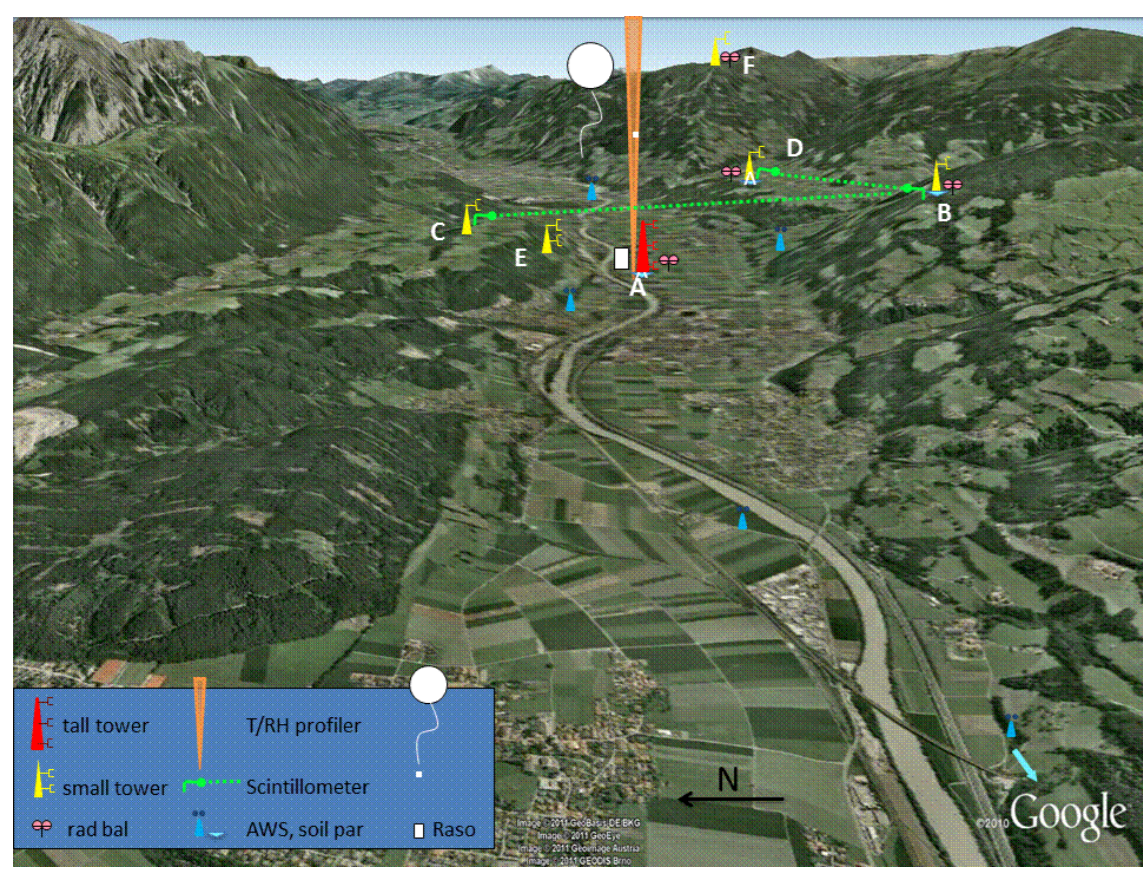 F
D
B
C
E
A
tall tower
T/RH profiler
small tower
Scintillometer
rad bal
AWS, soil par
Raso
N
©2010 Google
Image ©2011 GeoBasis-DE/BKG
Image © 2011 GeoEye
Image © 2011 Geoimage Austria
Image © 2011 GEODIS Brno